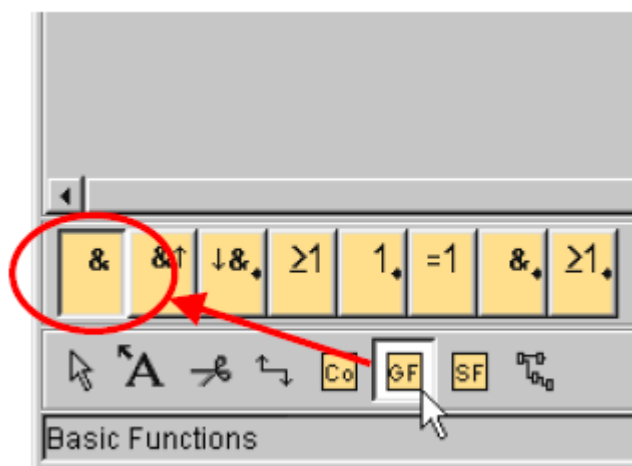 & &↑ ↓& ≥1 1 =1 & ≥1
A Co GF SF
Basic Functions